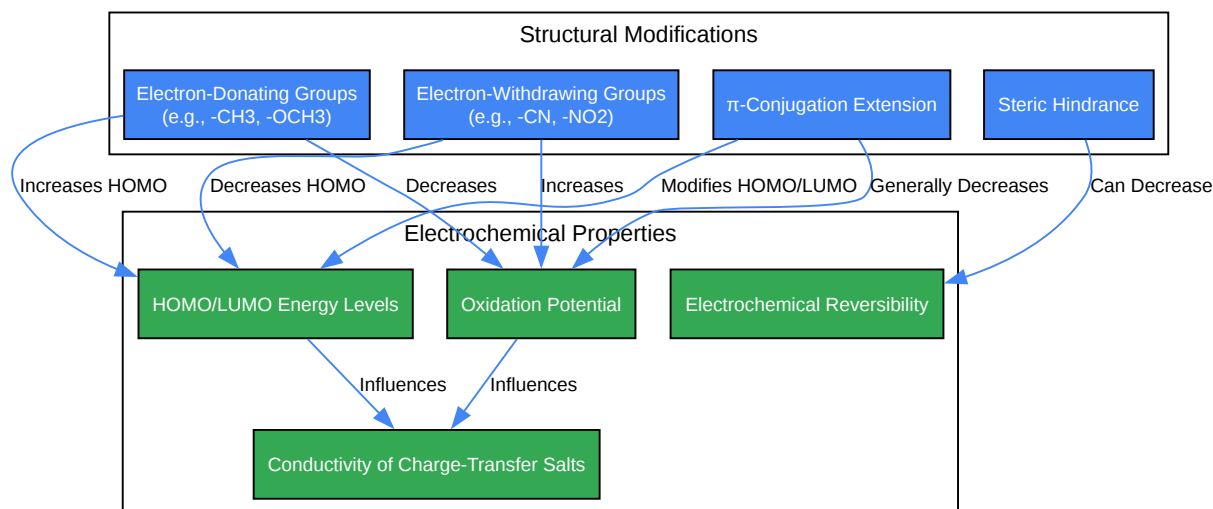 Structural Modifications
Electron-Donating Groups
(e.g., -CH3, -OCH3)
Electron-Withdrawing Groups
(e.g., -CN, -NO2)
π-Conjugation Extension
Steric Hindrance
Increases HOMO
Decreases HOMO
Decreases
Increases
Modifies HOMO/LUMO
Generally Decreases
Can Decrease
Electrochemical Properties
HOMO/LUMO Energy Levels
Oxidation Potential
Electrochemical Reversibility
Influences
Influences
Conductivity of Charge-Transfer Salts